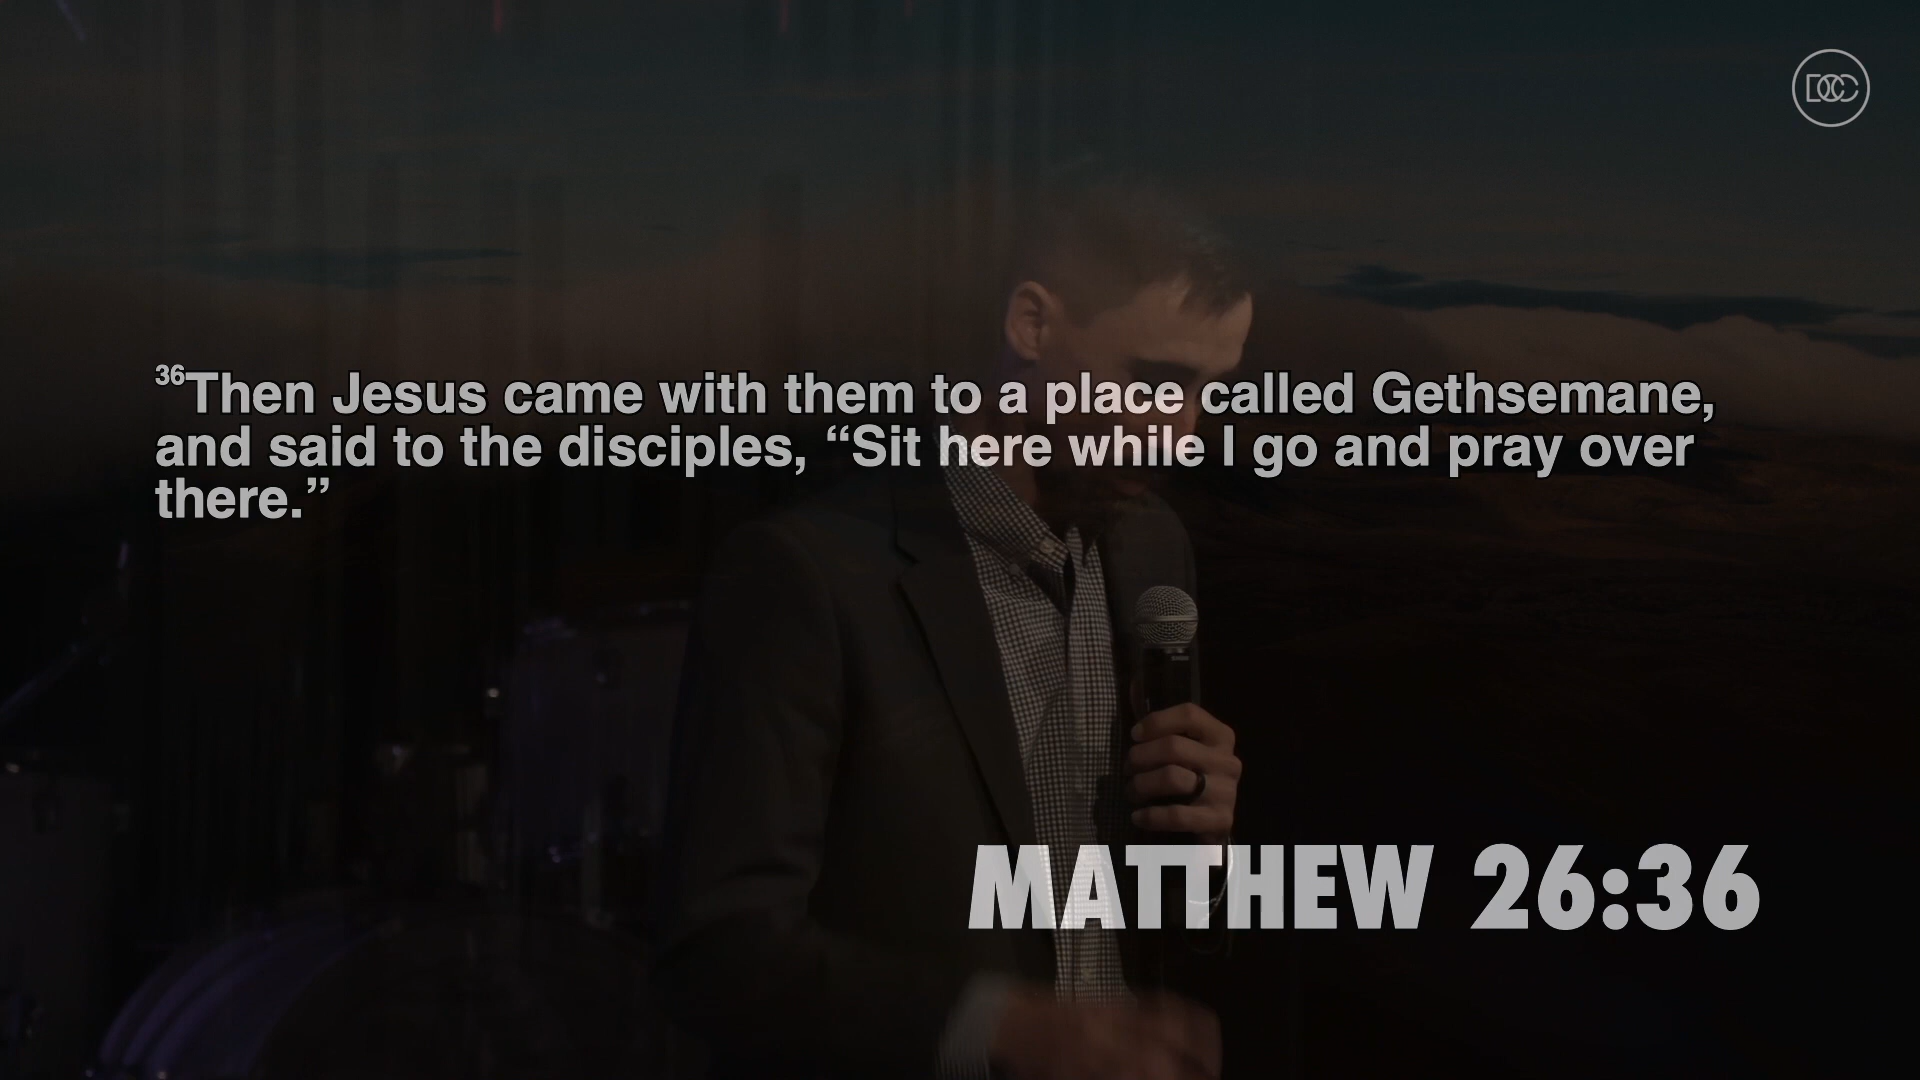 DCC
³⁶Then Jesus came with them to a place called Gethsemane,
and said to the disciples, “Sit here while I go and pray over
there.”
MATTHEW 26:36